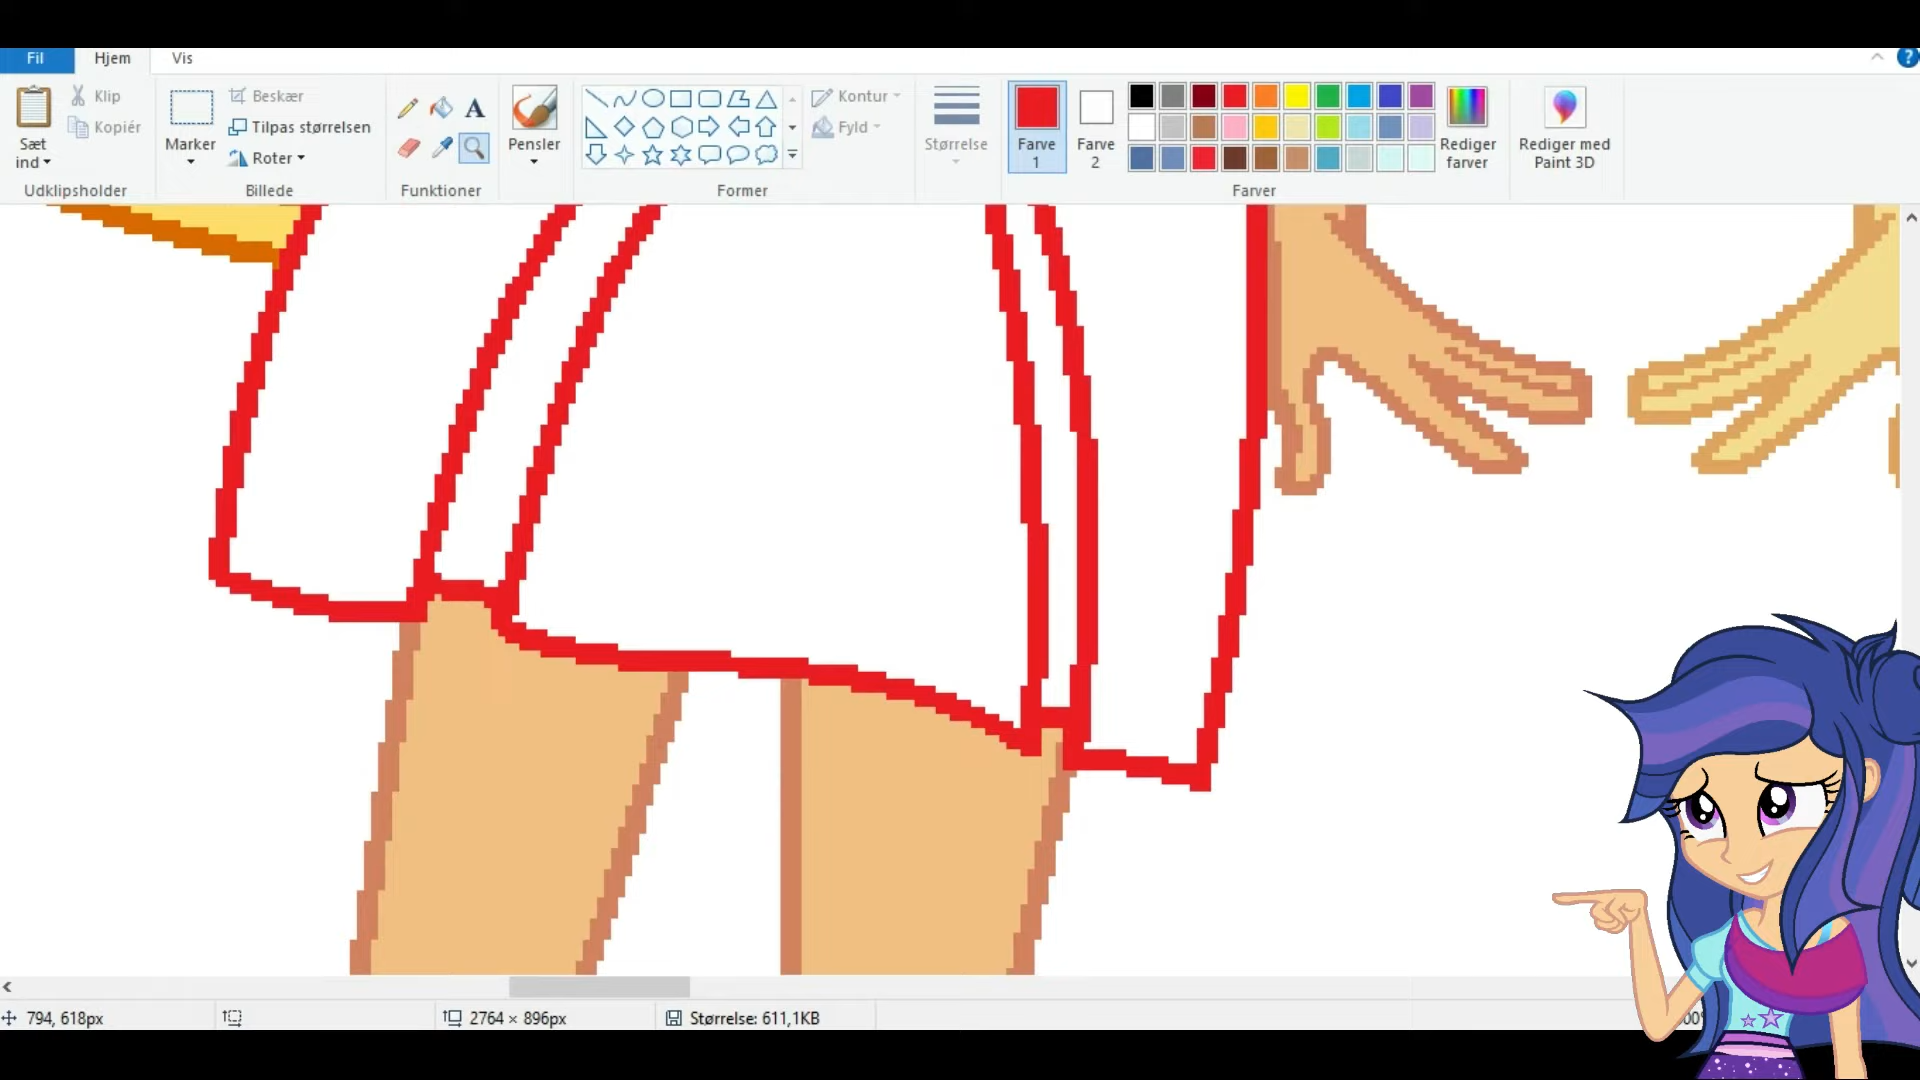 Fil Hjem Vis
Sæt ind
Klip
Kopiér
Udklipsholder
Marker
Beskær
Tilpas størrelsen
Roter
Billede
A
Funktioner
Pensler
Former
Kontur
Fyld
Størrelse
Farve 1
Farve 2
Rediger farver
Farver
Rediger med Paint 3D
?
794, 618px
2764 × 896px
Størrelse: 611,1KB